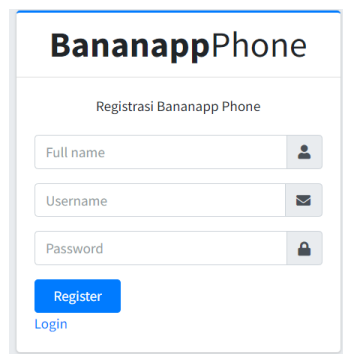 BananappPhone
Registrasi Bananapp Phone
Full name
Username
Password
Register
Login